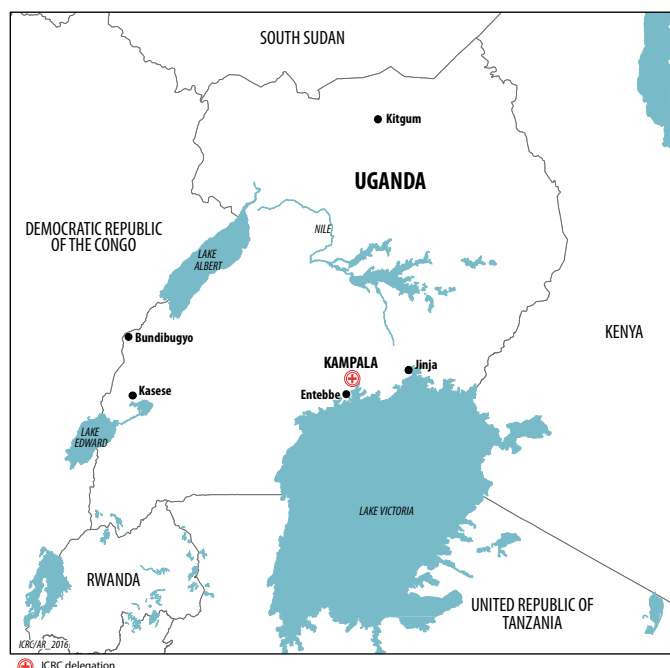 SOUTH SUDAN
Kitgum
UGANDA
DEMOCRATIC REPUBLIC
OF THE CONGO
NILE
LAKE
ALBERT
KENYA
Bundibugyo
KAMPALA
Jinja
Kasese
Entebbe
LAKE
EDWARD
LAKE VICTORIA
RWANDA
UNITED REPUBLIC OF
TANZANIA
ICRC/AR_2016
ICRC delegation